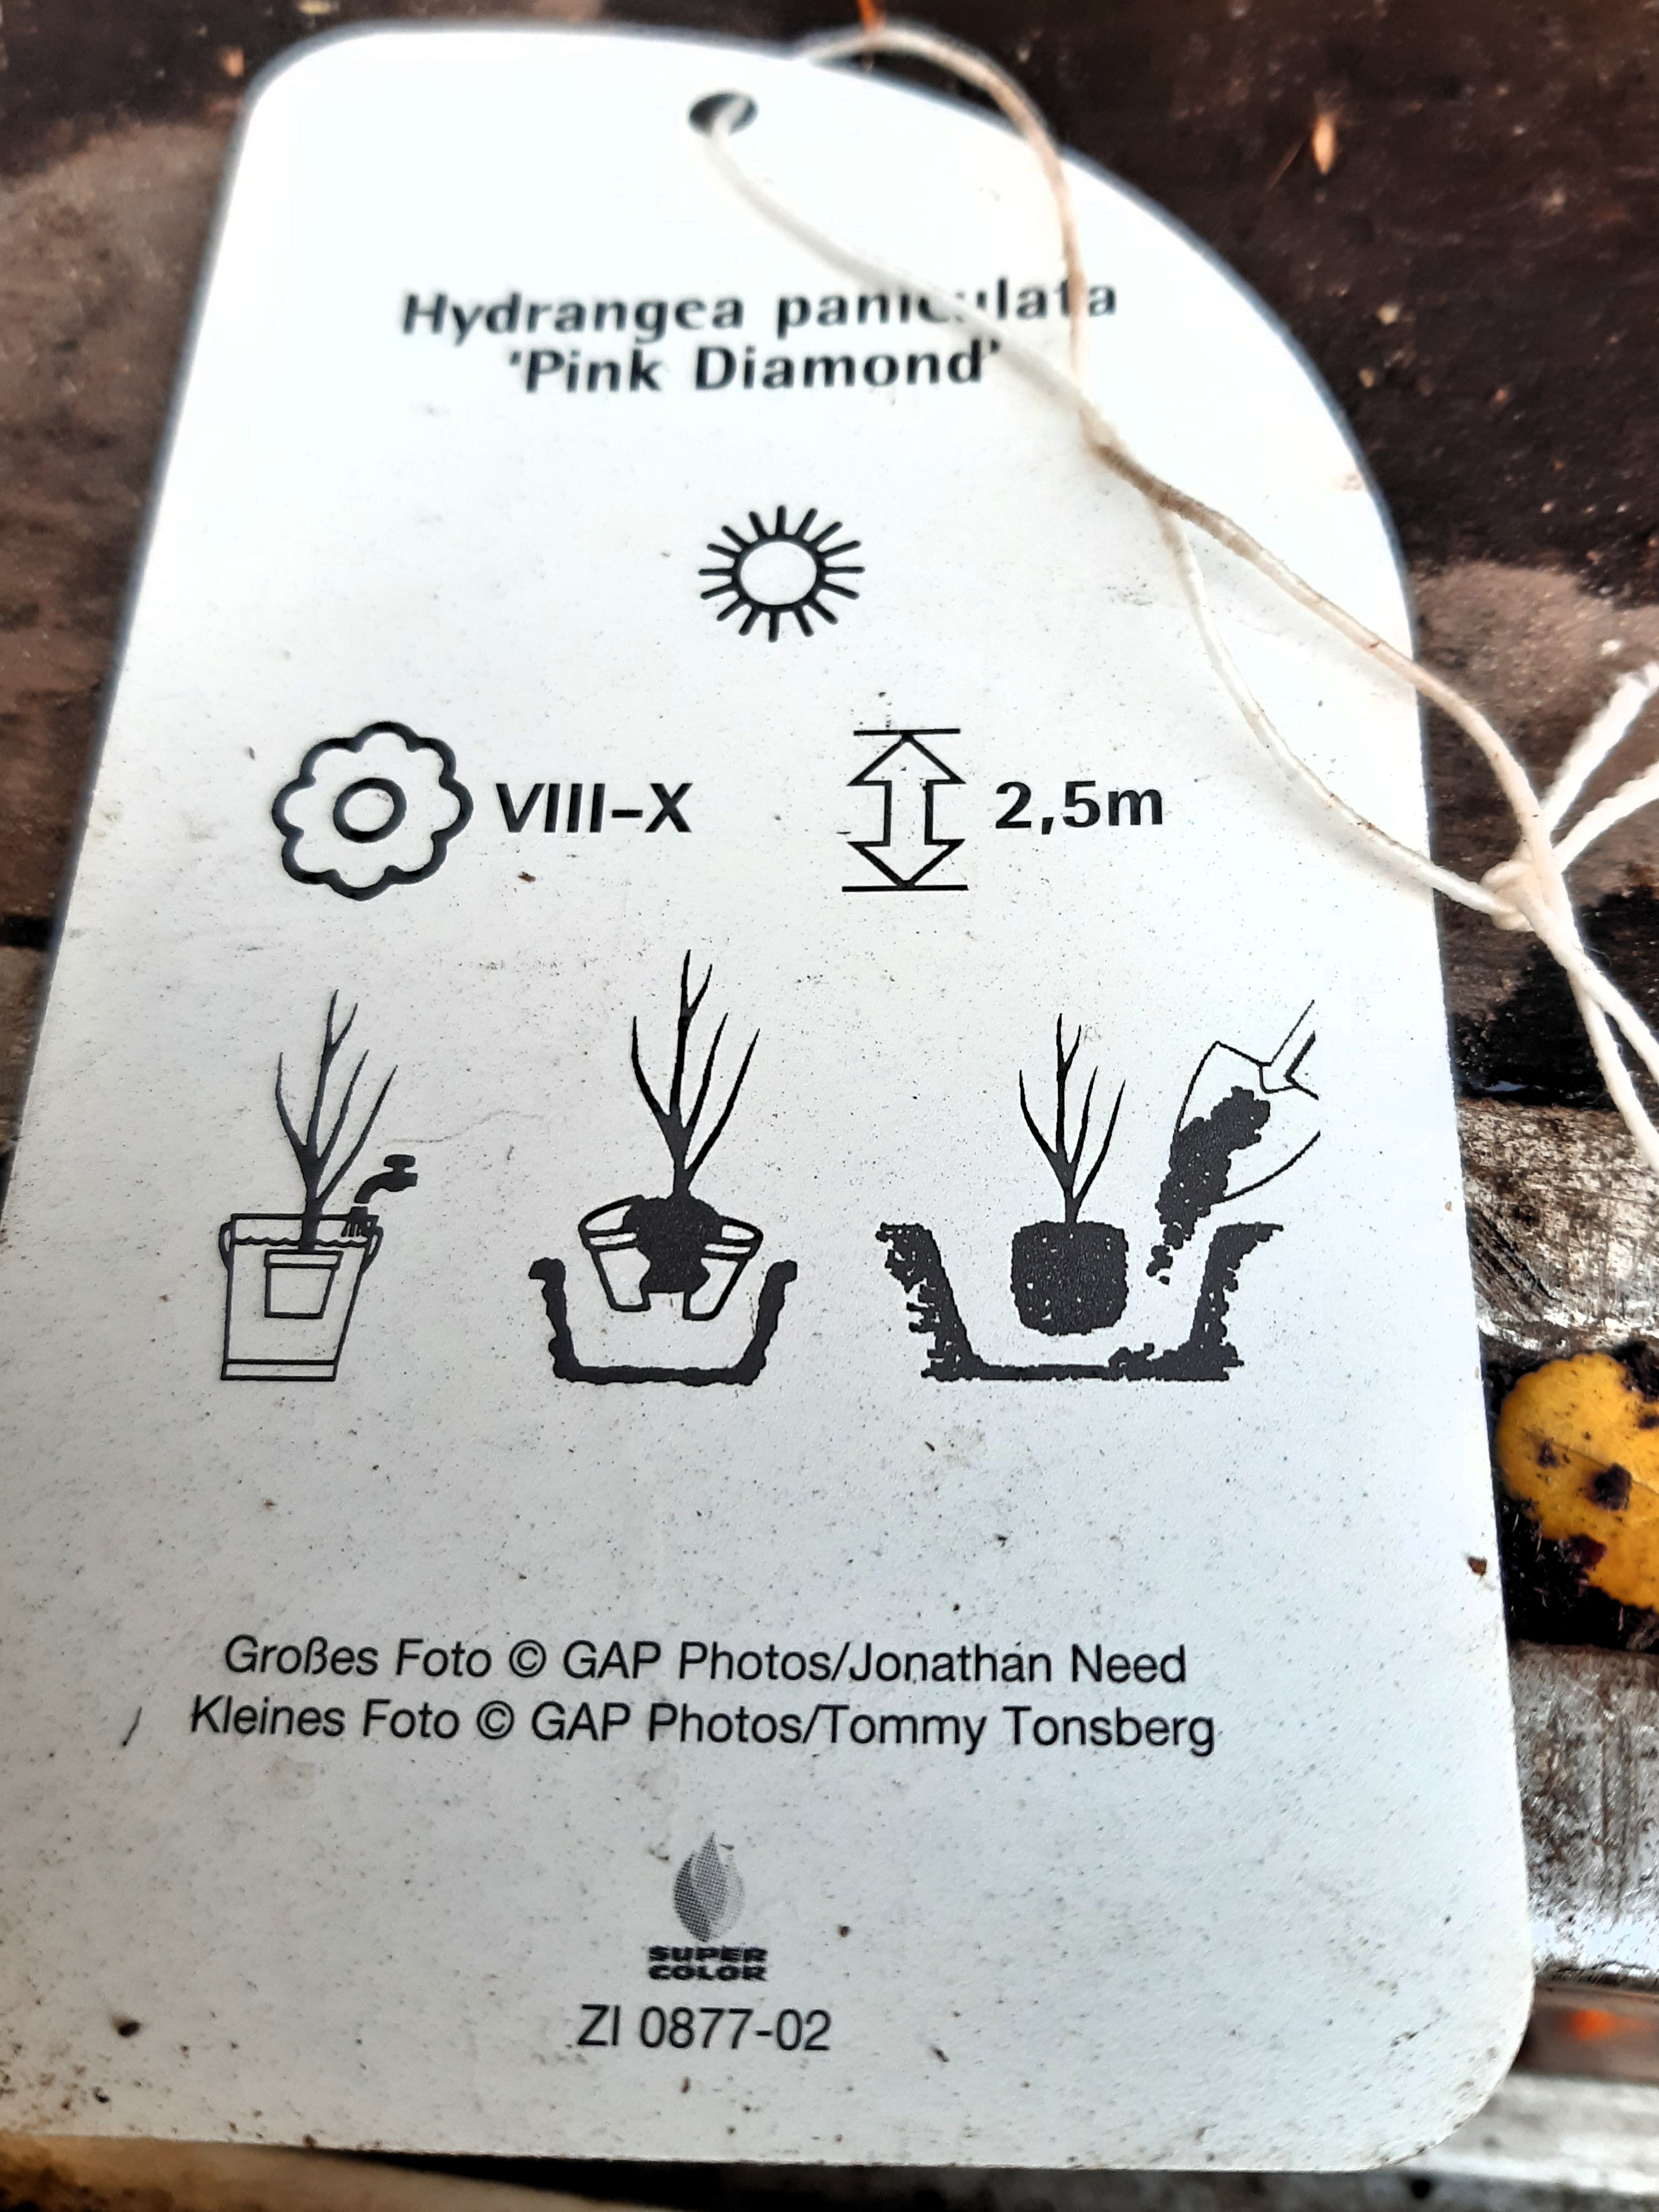 Hydrangea paniculata
'Pink Diamond'
VIII–X
2,5m
Großes Foto © GAP Photos/Jonathan Need
Kleines Foto © GAP Photos/Tommy Tonsberg
SUPER
COLOR
ZI 0877-02